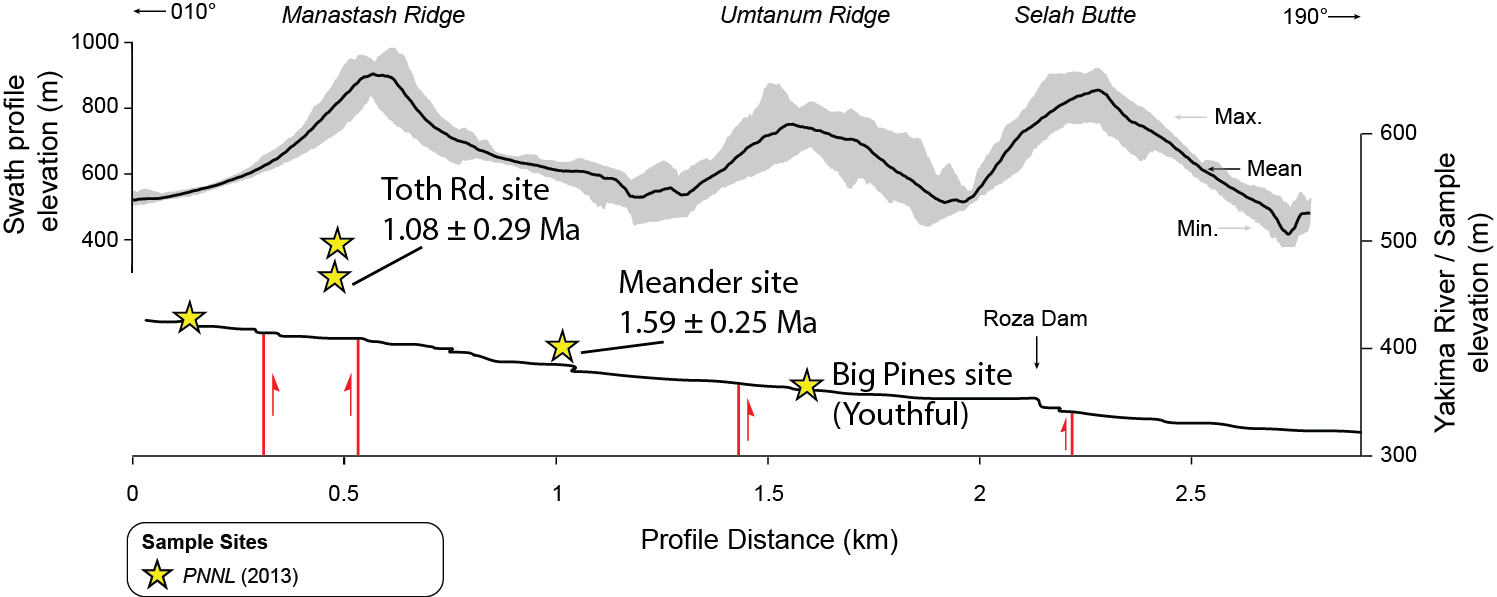 010°
Manastash Ridge
Umtanum Ridge
Selah Butte
190°
Swath profile
elevation (m)
1000
800
600
400
Max.
Mean
Min.
600
500
400
300
Yakima River / Sample
elevation (m)
Toth Rd. site
1.08 ± 0.29 Ma
Meander site
1.59 ± 0.25 Ma
Roza Dam
Big Pines site
(Youthful)
0
0.5
1
1.5
2
2.5
Profile Distance (km)
Sample Sites
PNNL (2013)